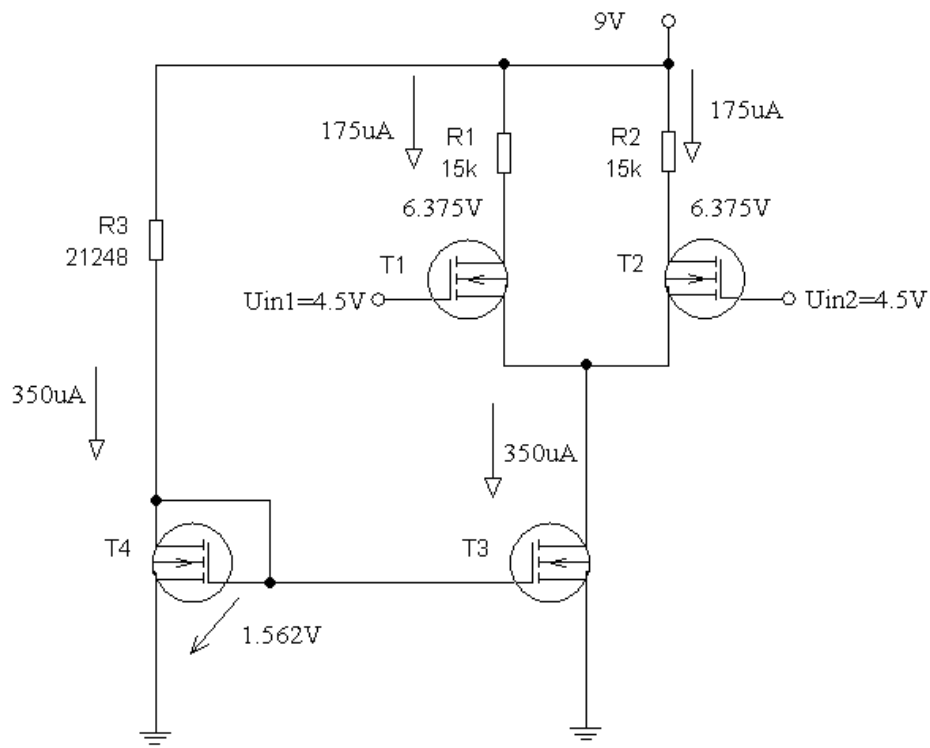 9V
175uA
R1
15k
R2
15k
175uA
6.375V
6.375V
R3
21248
T1
T2
Uin1=4.5V
Uin2=4.5V
350uA
350uA
T4
T3
1.562V